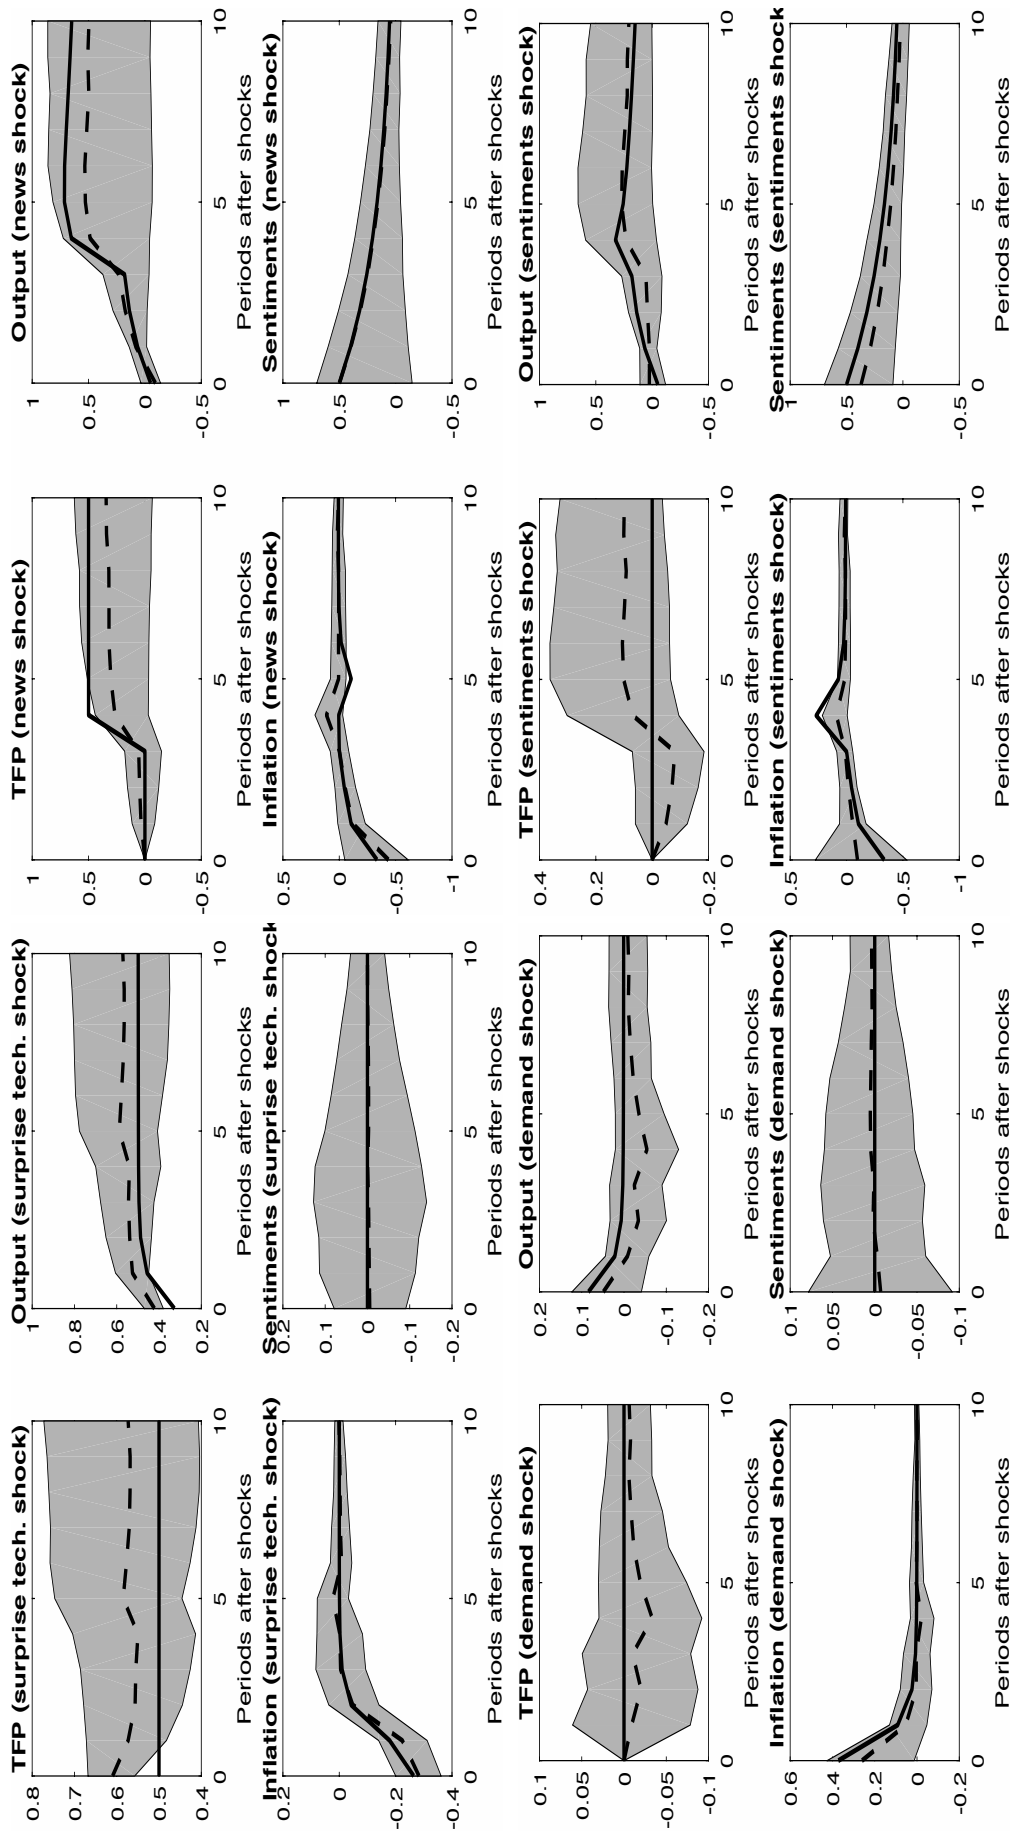 TFP (surprise tech. shock)
0.8
0.7
0.6
0.5
0.4
0 5 10
Periods after shocks
Output (surprise tech. shock)
1
0.8
0.6
0.4
0.2
0 5 10
Periods after shocks
TFP (news shock)
1
0.5
0
-0.5
0 5 10
Periods after shocks
Output (news shock)
1
0.5
0
-0.5
0 5 10
Periods after shocks
Inflation (surprise tech. shock)
0.2
0
-0.2
-0.4
0 5 10
Periods after shocks
Sentiments (surprise tech. shock
0.2
0.1
0
-0.1
-0.2
0 5 10
Periods after shocks
Inflation (news shock)
0.5
0
-0.5
-1
0 5 10
Periods after shocks
Sentiments (news shock)
1
0.5
0
-0.5
0 5 10
Periods after shocks
TFP (demand shock)
0.1
0.05
0
-0.05
-0.1
0 5 10
Periods after shocks
Output (demand shock)
0.2
0.1
0
-0.1
-0.2
0 5 10
Periods after shocks
TFP (sentiments shock)
0.4
0.2
0
-0.2
0 5 10
Periods after shocks
Output (sentiments shock)
1
0.5
0
-0.5
0 5 10
Periods after shocks
Inflation (demand shock)
0.6
0.4
0.2
0
-0.2
0 5 10
Periods after shocks
Sentiments (demand shock)
0.1
0.05
0
-0.05
-0.1
0 5 10
Periods after shocks
Inflation (sentiments shock)
0.5
0
-0.5
-1
0 5 10
Periods after shocks
Sentiments (sentiments shock
1
0.5
0
-0.5
0 5 10
Periods after shocks